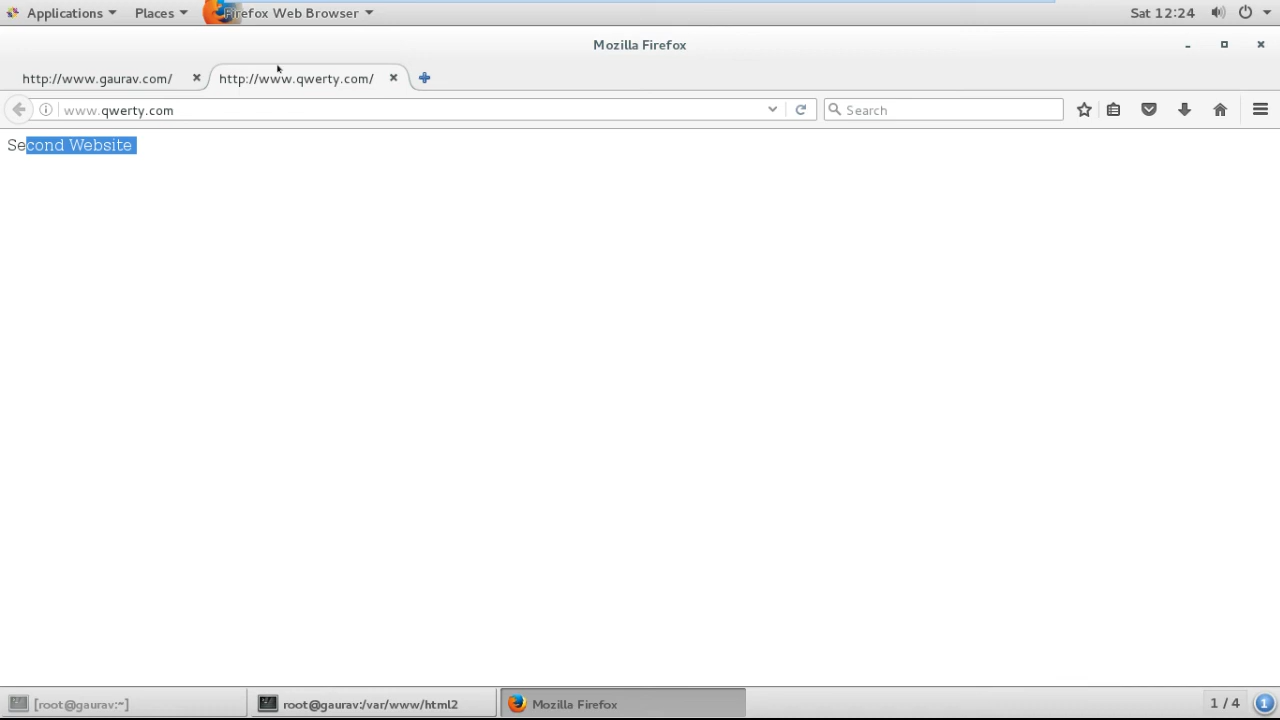 Applications Places Firefox Web Browser Sat 12:24
Mozilla Firefox
http://www.gaurav.com/ http://www.qwerty.com/
www.qwerty.com Search
Second Website
[root@gaurav:~] root@gaurav:/var/www/html2 Mozilla Firefox 1 / 4 1